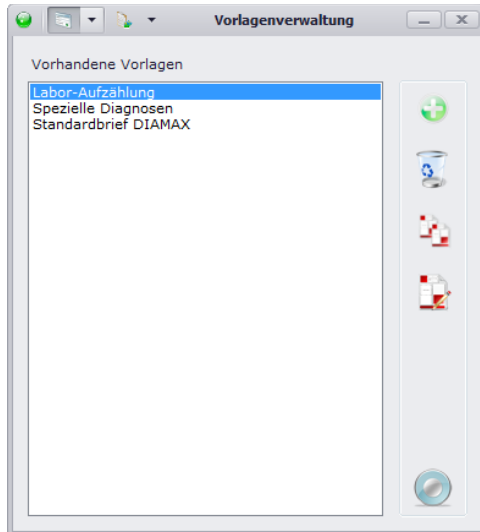 Vorlagenverwaltung
Vorhandene Vorlagen
Labor-Aufzählung
Spezielle Diagnosen
Standardbrief DIAMAX